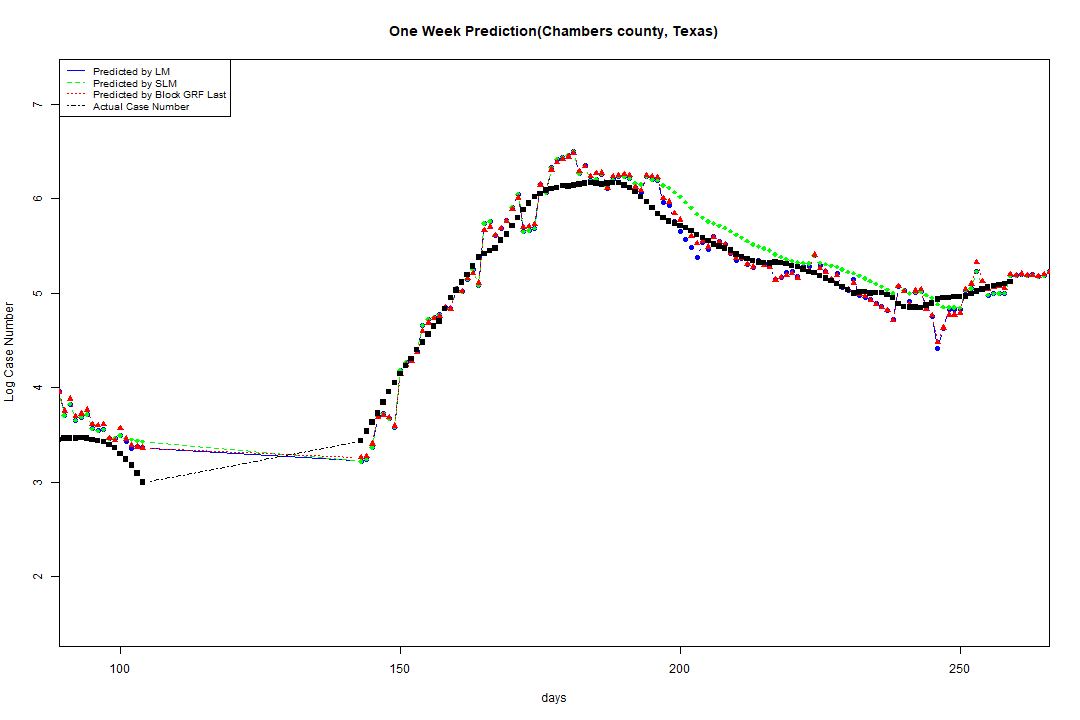 One Week Prediction(Chambers county, Texas)
Predicted by LM
Predicted by SLM
Predicted by Block GRF Last
Actual Case Number
7
6
5
4
3
2
Log Case Number
100
150
200
250
days